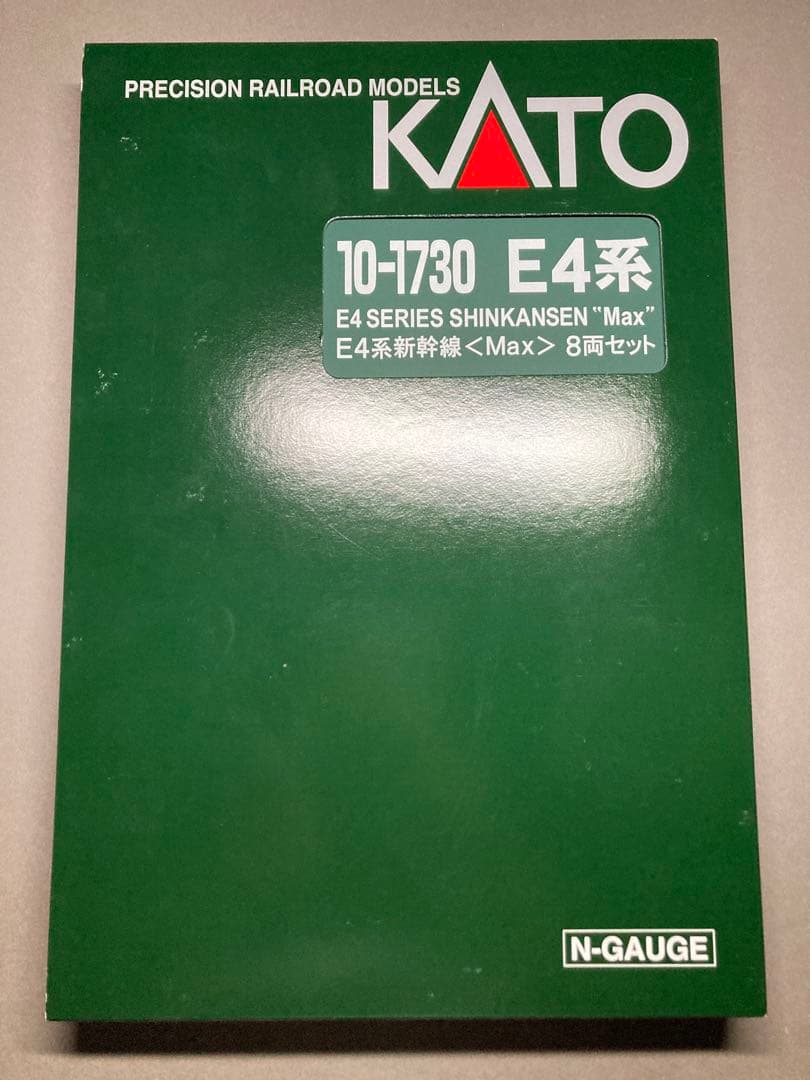 PRECISION RAILROAD MODELS
KATO
10-1730 E4系
E4 SERIES SHINKANSEN "Max"
E4系新幹線<Max> 8両セット
N-GAUGE